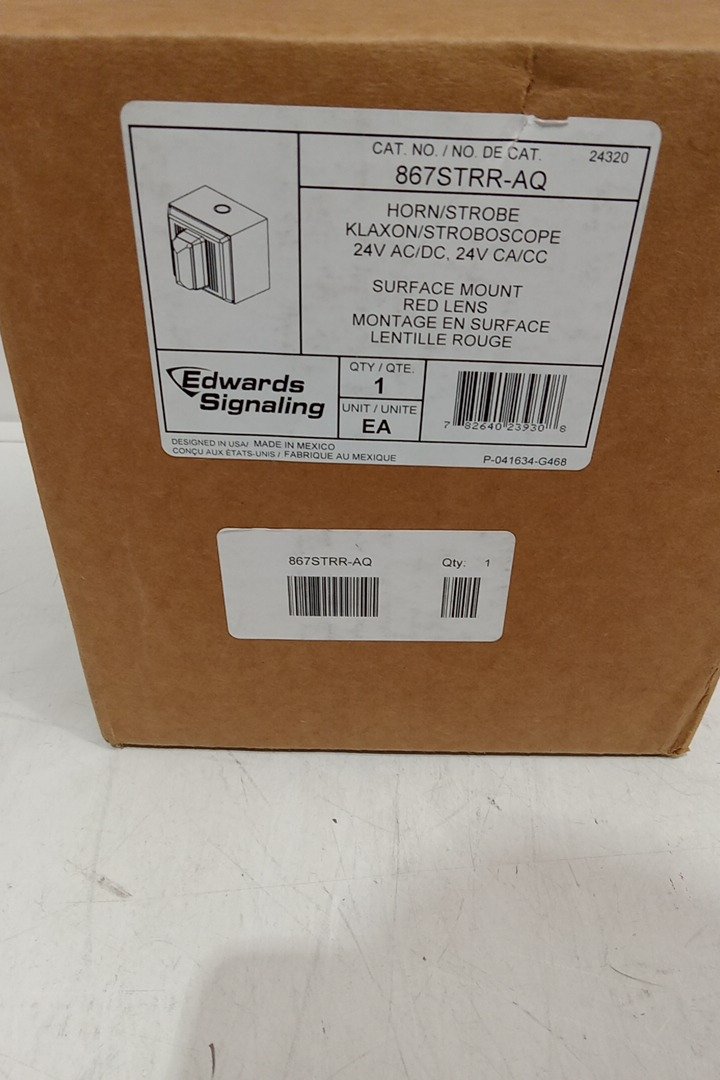 CAT. NO. / NO. DE CAT. 24320
867STRR-AQ
HORN/STROBE
KLAXON/STROBOSCOPE
24V AC/DC, 24V CA/CC
SURFACE MOUNT
RED LENS
MONTAGE EN SURFACE
LENTILLE ROUGE
Edwards
Signaling
QTY / QTE.
1
UNIT / UNITE
EA
7 82640 23930 8
DESIGNED IN USA/ MADE IN MEXICO
CONÇU AUX ÉTATS-UNIS / FABRIQUE AU MEXIQUE
P-041634-G468
867STRR-AQ Qty: 1